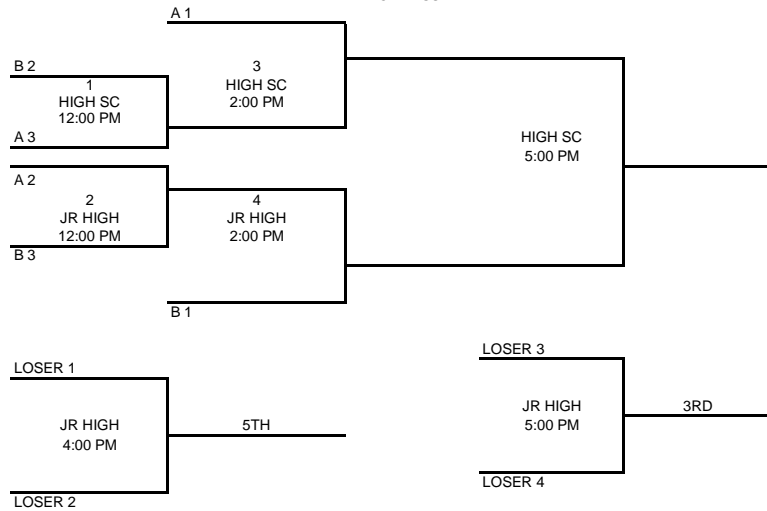 A 1
B 2
1
HIGH SC
12:00 PM
3
HIGH SC
2:00 PM
A 3
HIGH SC
5:00 PM
A 2
2
JR HIGH
12:00 PM
4
JR HIGH
2:00 PM
B 3
B 1
LOSER 1
JR HIGH
4:00 PM
5TH
LOSER 2
LOSER 3
JR HIGH
5:00 PM
3RD
LOSER 4